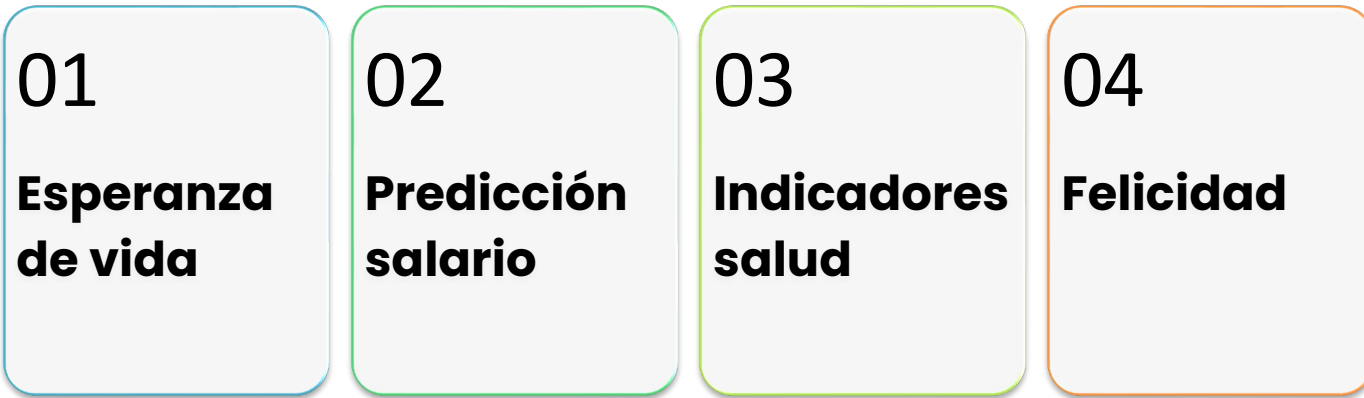 01
Esperanza
de vida
02
Predicción
salario
03
Indicadores
salud
04
Felicidad